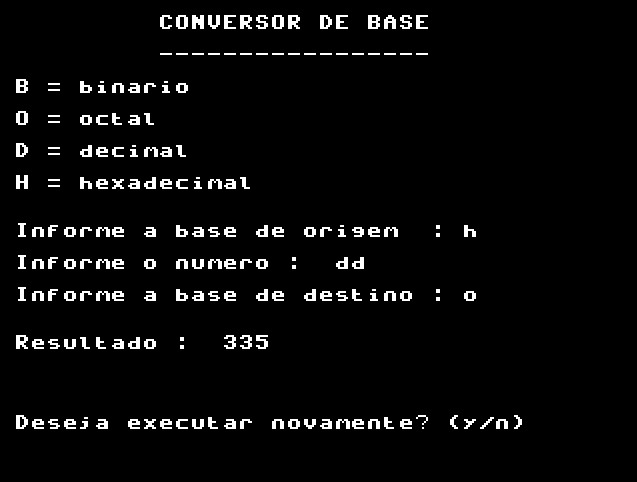 CONVERSOR DE BASE
-----------------
B = binario
O = octal
D = decimal
H = hexadecimal
Informe a base de origem  : h
Informe o numero :  dd
Informe a base de destino : o
Resultado :  335
Deseja executar novamente? (y/n)